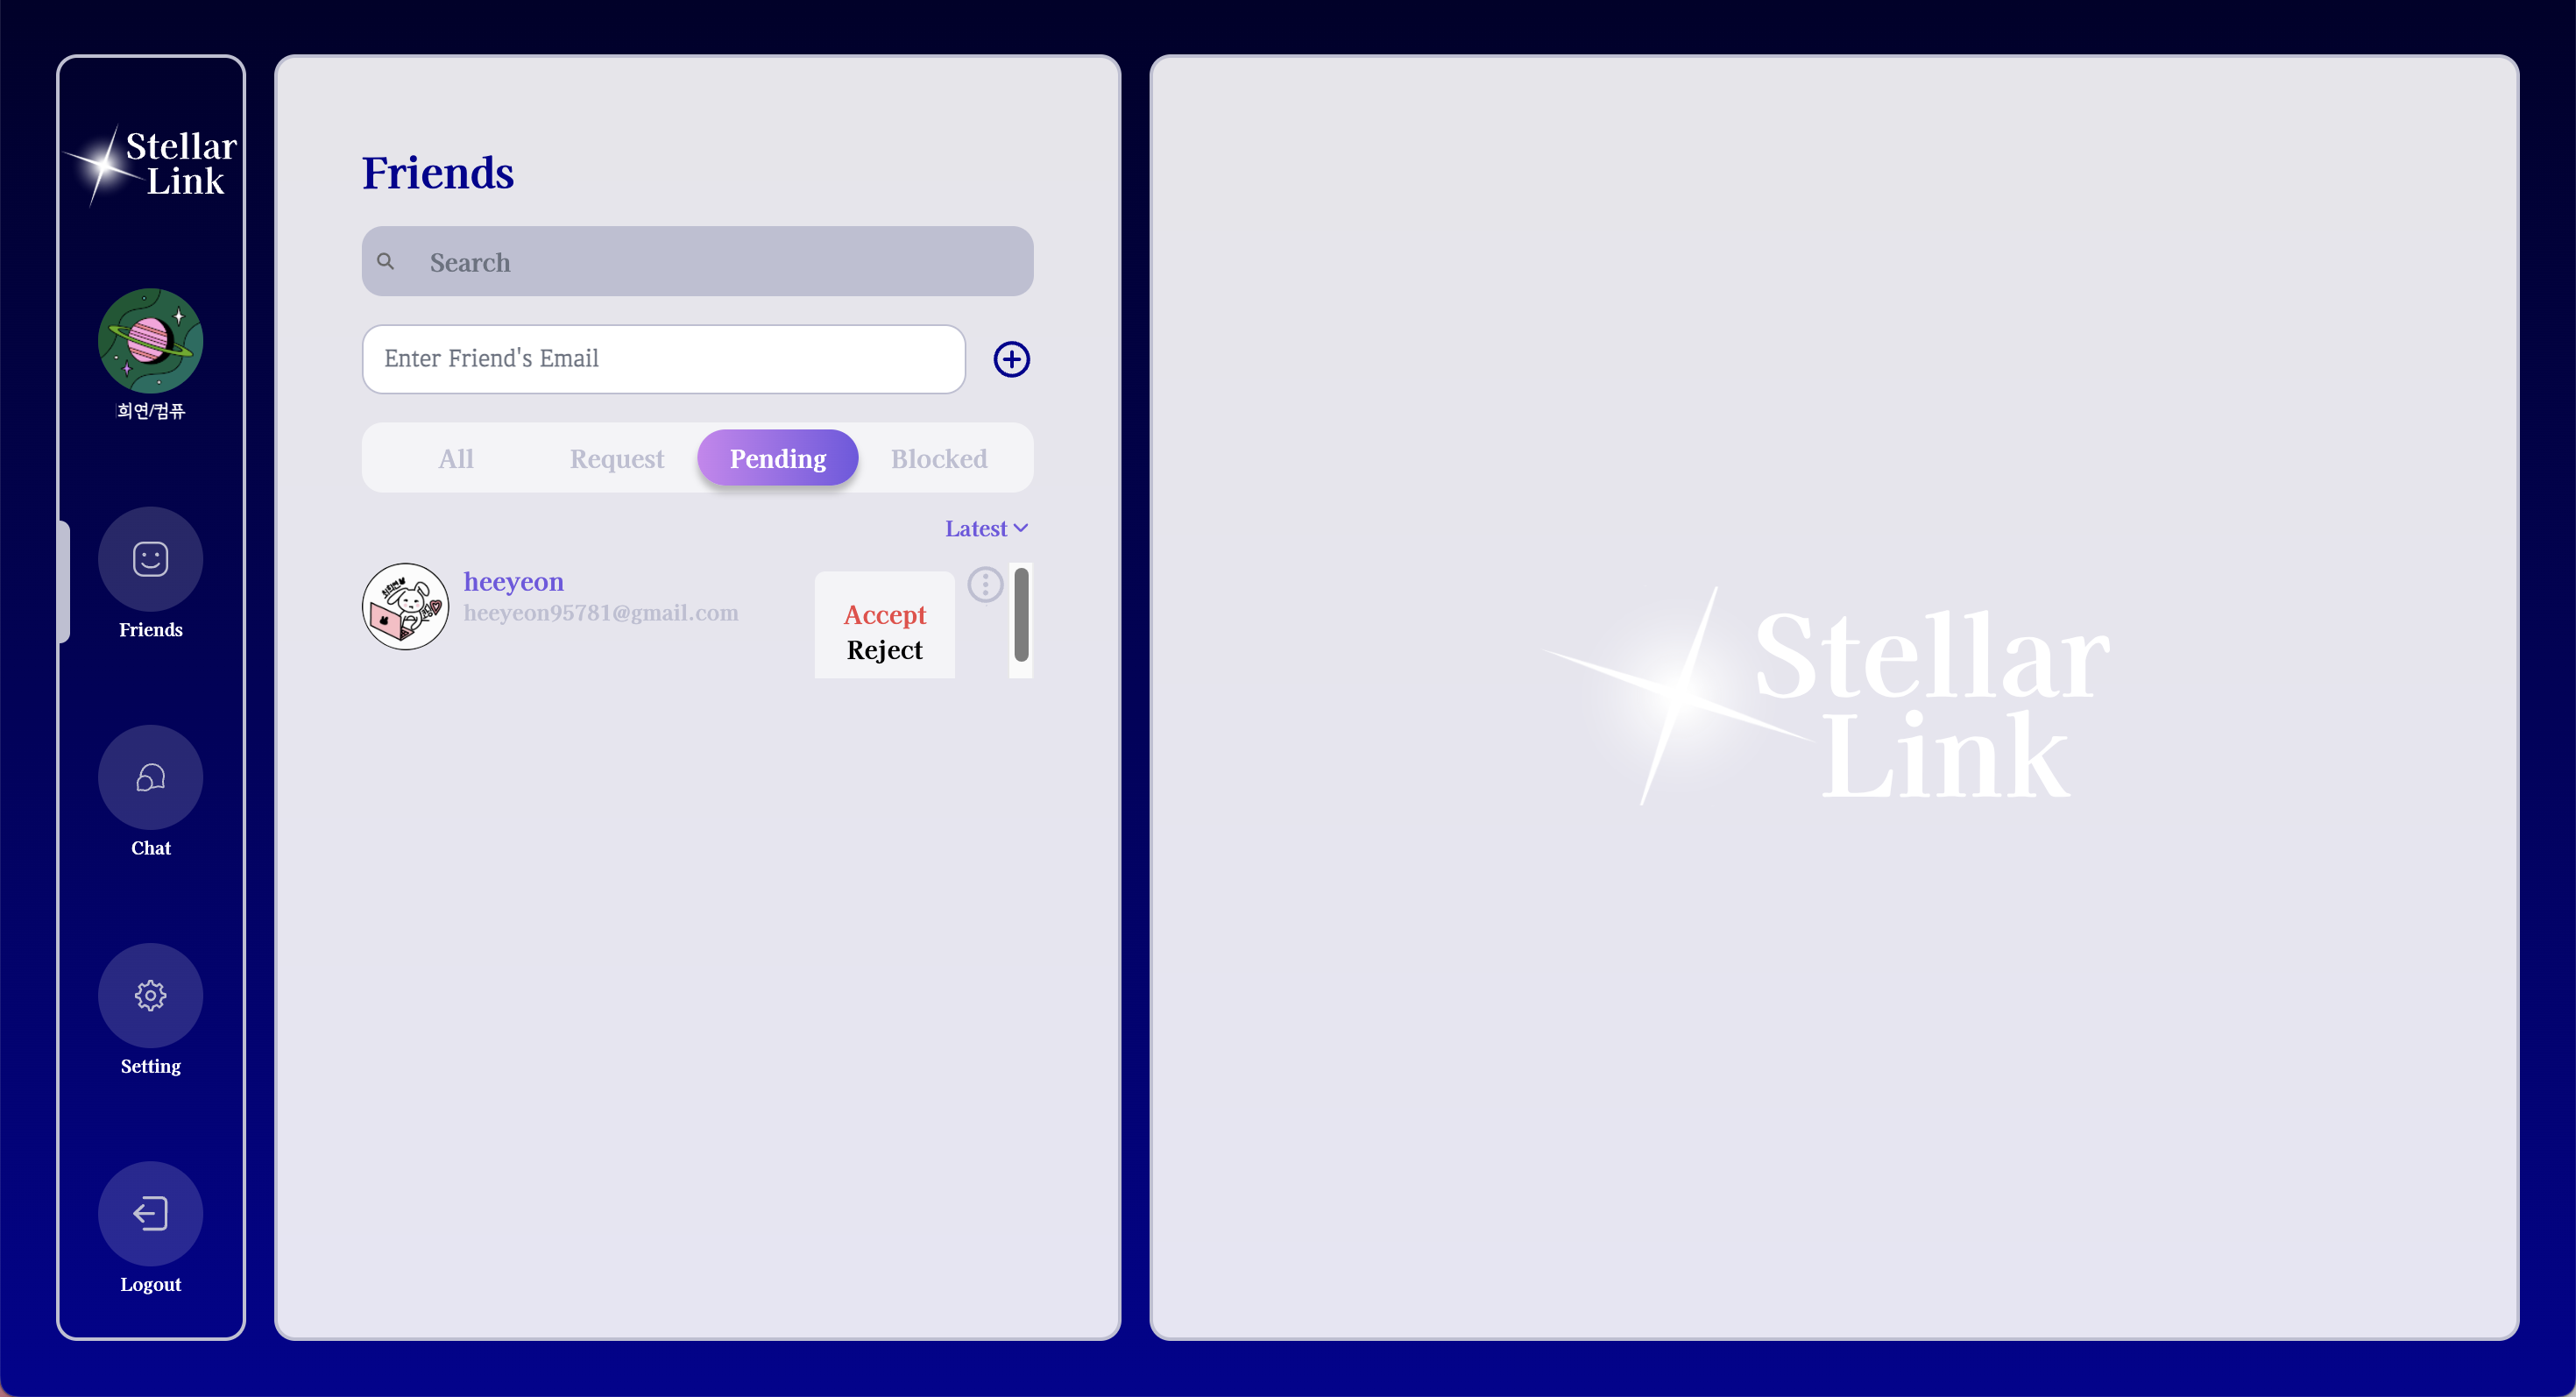 Stellar
Link
희연/컴퓨
Friends
Chat
Setting
Logout
Friends
Search
Enter Friend's Email
All Request Pending Blocked
Latest
heeyeon
heeyeon95781@gmail.com
Accept
Reject
Stellar
Link